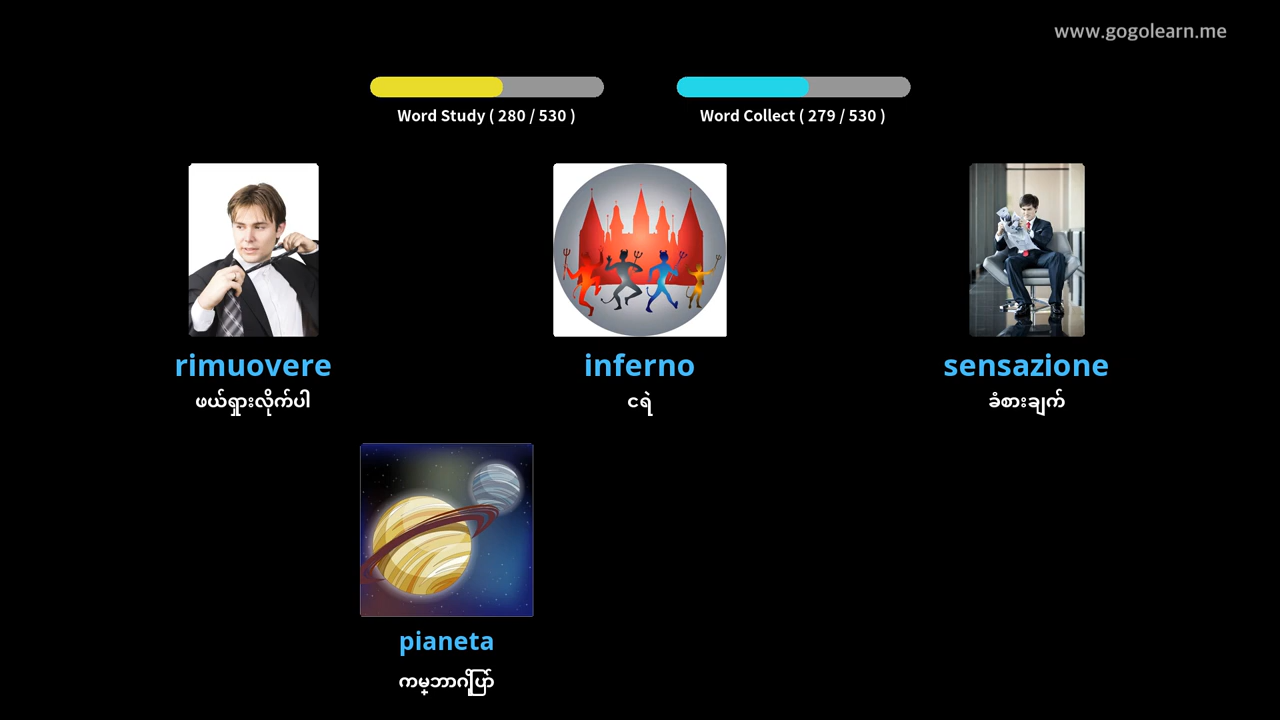 www.gogolearn.me
Word Study ( 280 / 530 )
Word Collect ( 279 / 530 )
rimuovere
ဖယ်ရှားလိုက်ပါ
inferno
ငရဲ
sensazione
ခံစားချက်
pianeta
ကမ္ဘာဂြိုဟ်